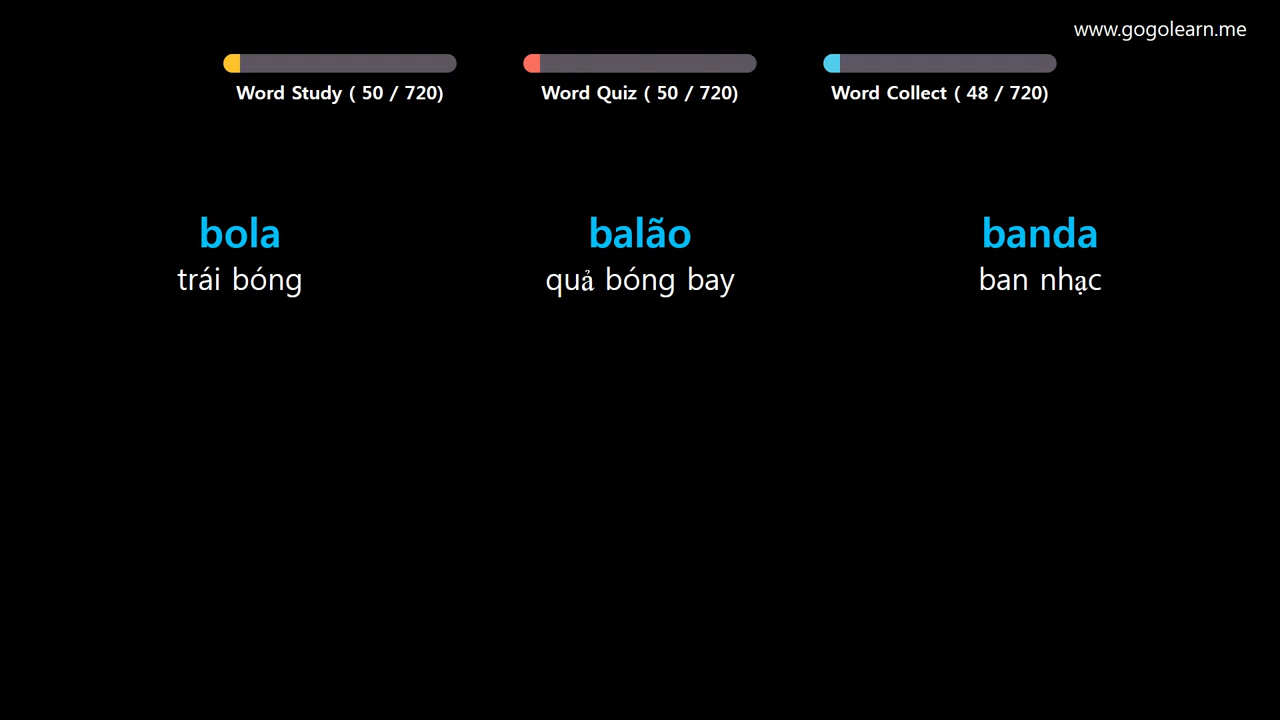 www.gogolearn.me
Word Study ( 50 / 720)
Word Quiz ( 50 / 720)
Word Collect ( 48 / 720)
bola
trái bóng
balão
quả bóng bay
banda
ban nhạc